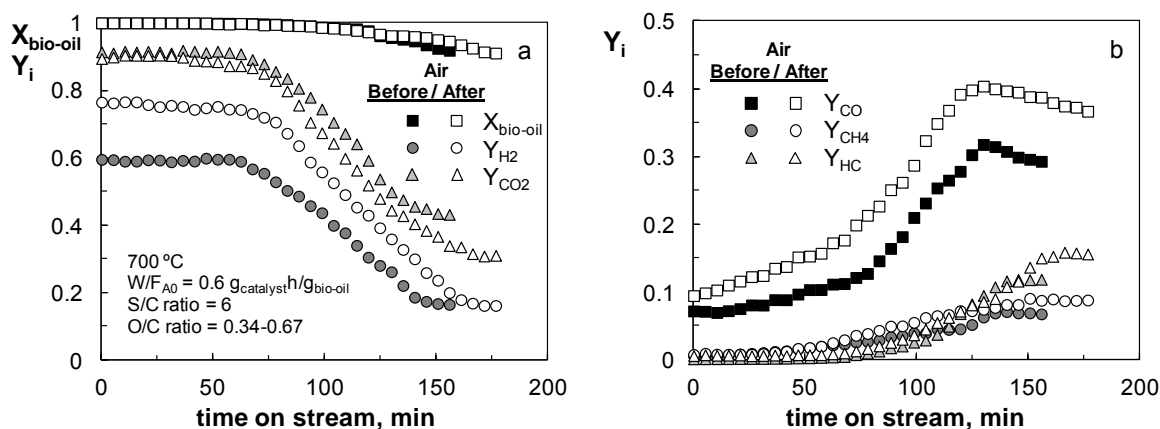 X_bio-oil
Y_i
1
0.8
0.6
0.4
0.2
0
0 50 100 150 200
time on stream, min
a
Air
Before / After
X_bio-oil
Y_H2
Y_CO2
700 ºC
W/F_A0 = 0.6 g_catalyst h/g_bio-oil
S/C ratio = 6
O/C ratio = 0.34-0.67
Y_i
0.5
0.4
0.3
0.2
0.1
0
0 50 100 150 200
time on stream, min
b
Air
Before / After
Y_CO
Y_CH4
Y_HC